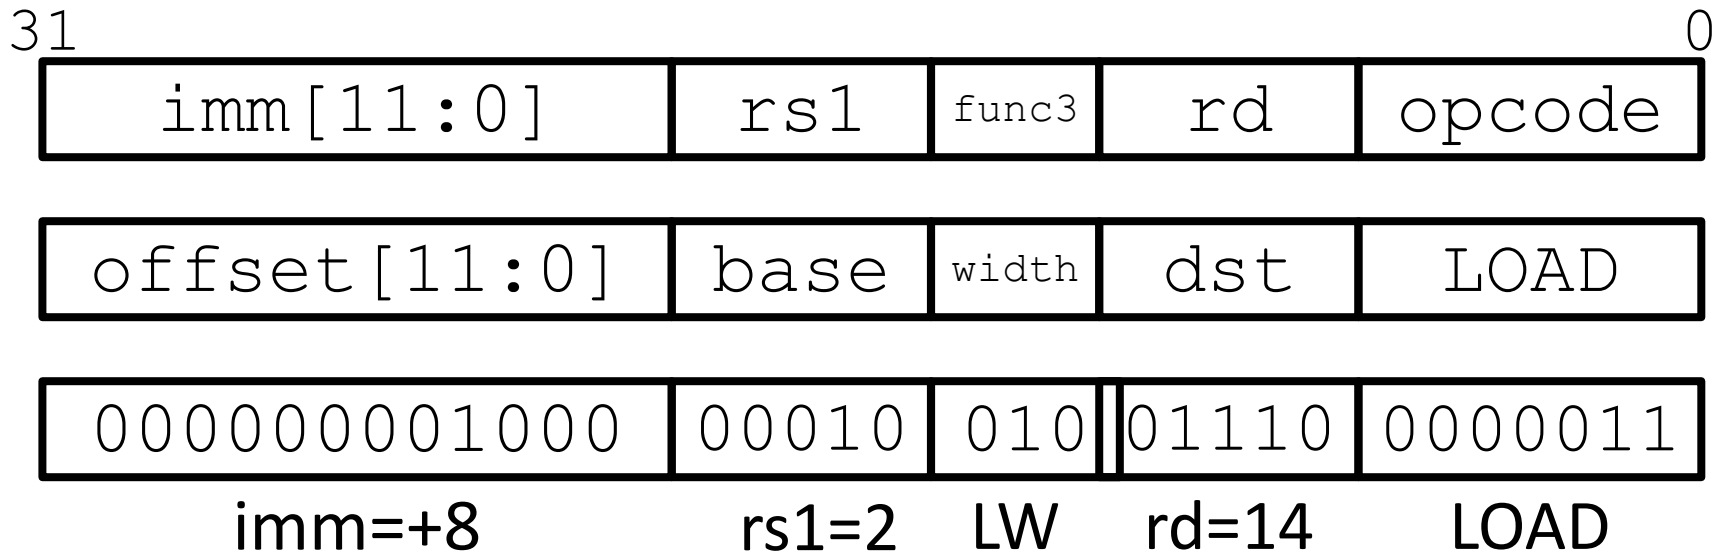 31 0
imm[11:0] rs1 func3 rd opcode
offset[11:0] base width dst LOAD
000000001000 00010 010 01110 0000011
imm=+8 rs1=2 LW rd=14 LOAD